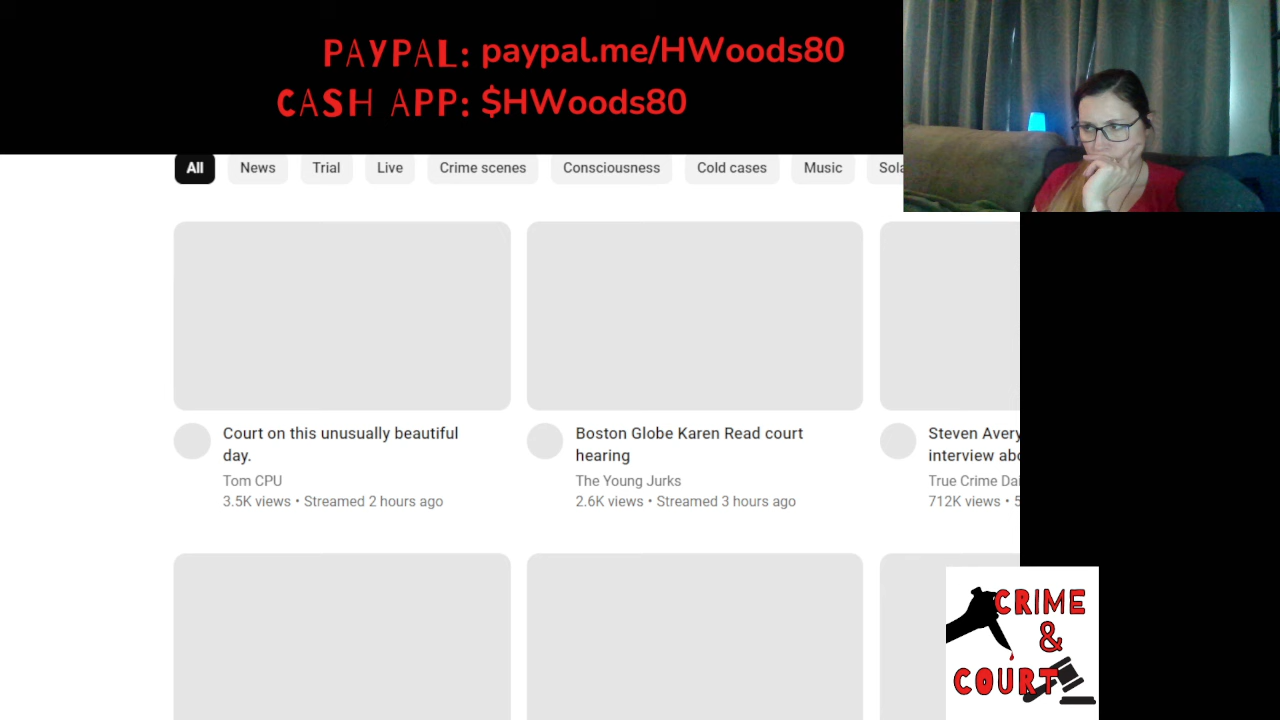 PAYPAL: paypal.me/HWoods80
CASH APP: $HWoods80
All News Trial Live Crime scenes Consciousness Cold cases Music
Court on this unusually beautiful
day.
Tom CPU
3.5K views • Streamed 2 hours ago
Boston Globe Karen Read court
hearing
The Young Jurks
2.6K views • Streamed 3 hours ago
Steven Avery
interview
True Crime
712K views •
CRIME
&
COURT